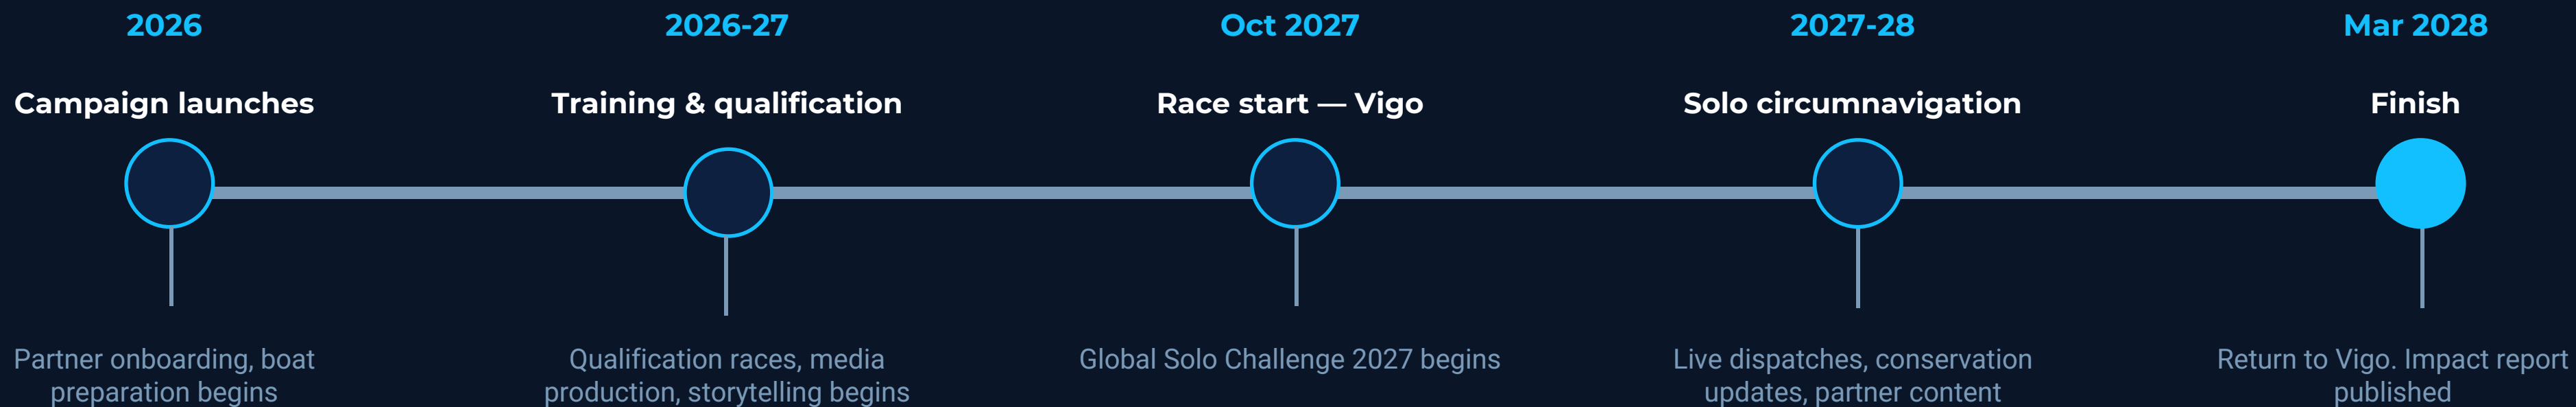 2026
Campaign launches
Partner onboarding, boat
preparation begins
2026-27
Training & qualification
Qualification races, media
production, storytelling begins
Oct 2027
Race start — Vigo
Global Solo Challenge 2027 begins
2027-28
Solo circumnavigation
Live dispatches, conservation
updates, partner content
Mar 2028
Finish
Return to Vigo. Impact report
published